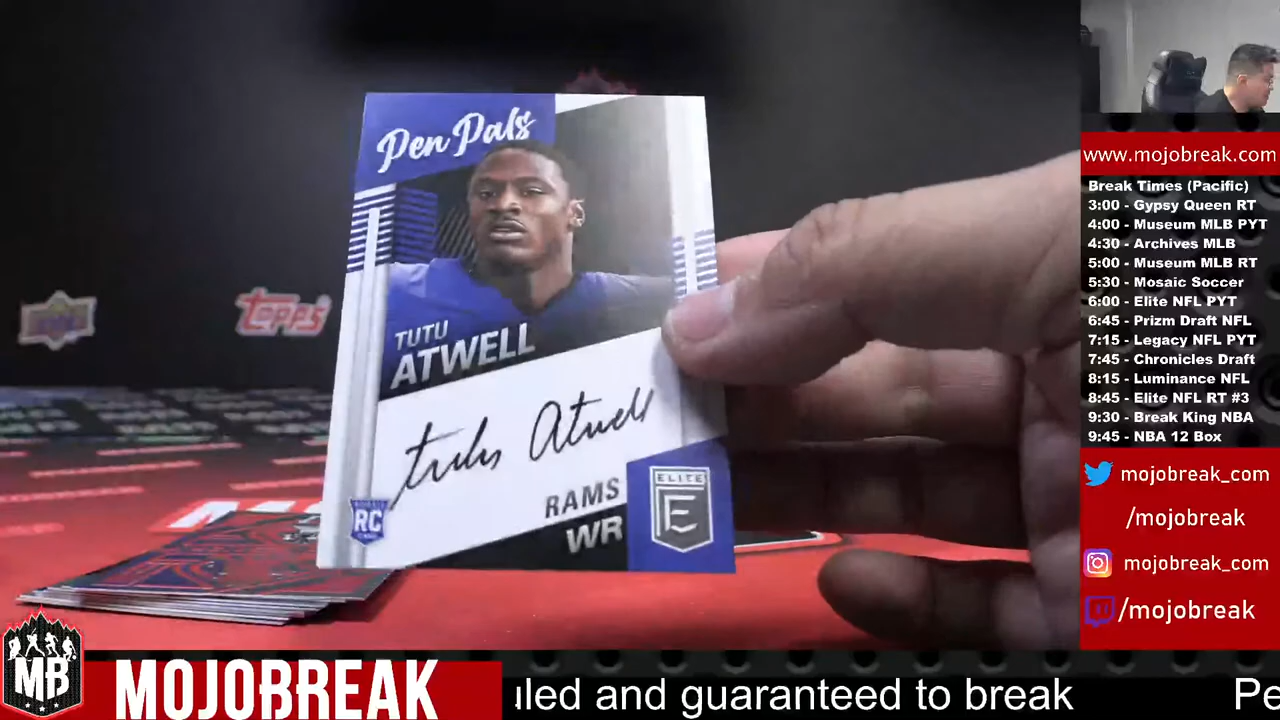 Pen Pals
TUTU
ATWELL
Tutu Atwell
RAMS
WR
ELITE
E
RC
topps
www.mojobreak.com
Break Times (Pacific)
3:00 - Gypsy Queen RT
4:00 - Museum MLB PYT
4:30 - Archives MLB
5:00 - Museum MLB RT
5:30 - Mosaic Soccer
6:00 - Elite NFL PYT
6:45 - Prizm Draft NFL
7:15 - Legacy NFL PYT
7:45 - Chronicles Draft
8:15 - Luminance NFL
8:45 - Elite NFL RT #3
9:30 - Break King NBA
9:45 - NBA 12 Box
mojobreak_com
/mojobreak
mojobreak_com
/mojobreak
MB
MOJOBREAK
and guaranteed to break